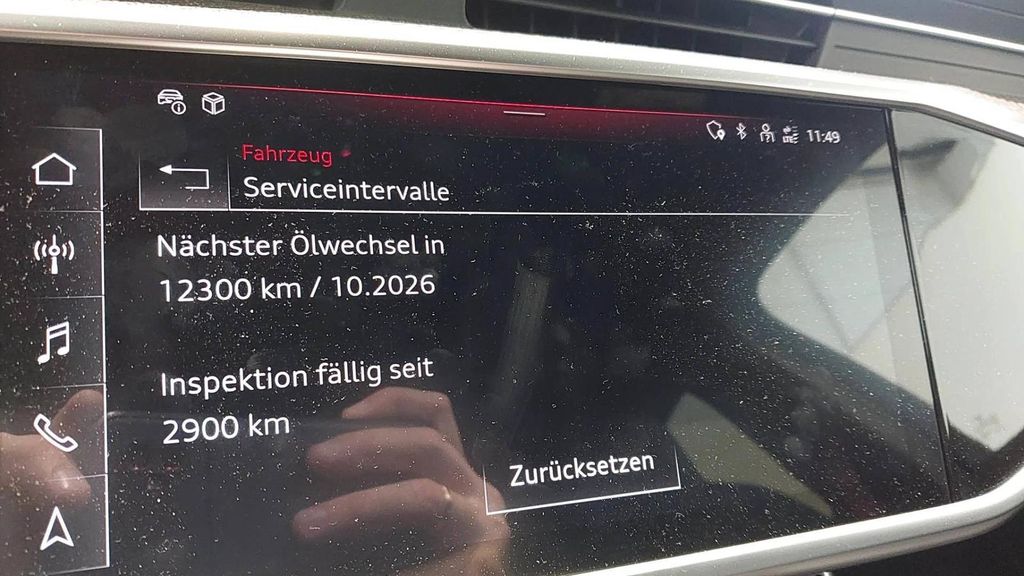 11:49
Fahrzeug
Serviceintervalle
Nächster Ölwechsel in
12300 km / 10.2026
Inspektion fällig seit
2900 km
Zurücksetzen